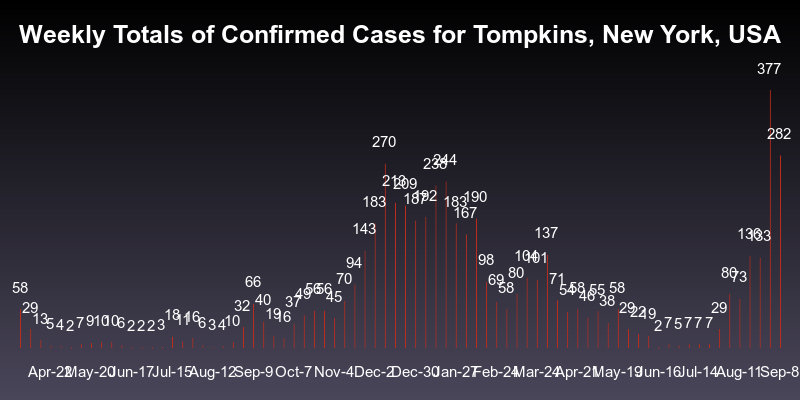 Weekly Totals of Confirmed Cases for Tompkins, New York, USA
377
282
270
238 244
213 209
183 187 192 183 190
167
143 137 136 133
94 98 104 101
66 70 69 80 71 80 73
58 58 54 58 46 55 38 58
49 56 56 45
29 32 40 37 29 22 19 29
13 5 4 2 7 9 10 10 6 2 2 2 3 18 11 16 6 3 4 10 19 16 2 7 5 7 7 7
Apr-22 May-20 Jun-17 Jul-15 Aug-12 Sep-9 Oct-7 Nov-4 Dec-2 Dec-30 Jan-27 Feb-24 Mar-24 Apr-21 May-19 Jun-16 Jul-14 Aug-11 Sep-8